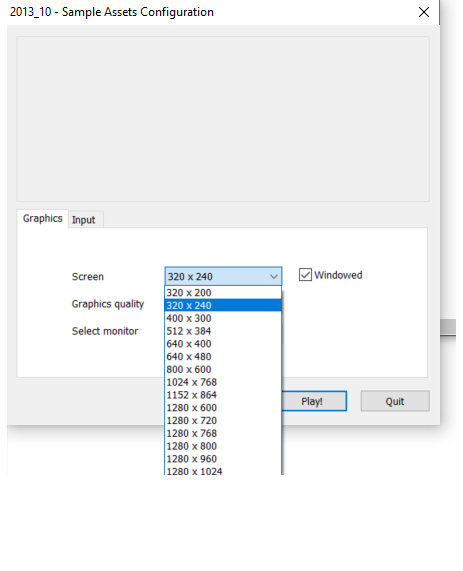 2013_10 - Sample Assets Configuration
Graphics Input
Screen 320 x 240 Windowed
Graphics quality
Select monitor
320 x 200
320 x 240
400 x 300
512 x 384
640 x 400
640 x 480
800 x 600
1024 x 768
1152 x 864
1280 x 600
1280 x 720
1280 x 768
1280 x 800
1280 x 960
1280 x 1024
Play! Quit